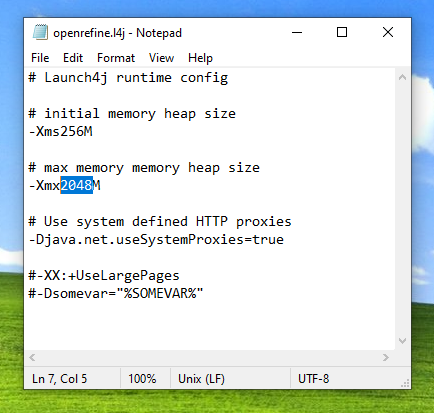 openrefine.l4j - Notepad
File Edit Format View Help
# Launch4j runtime config
# initial memory heap size
-Xms256M
# max memory memory heap size
-Xmx2048M
# Use system defined HTTP proxies
-Djava.net.useSystemProxies=true
#-XX:+UseLargePages
#-Dsomevar="%SOMEVAR%"
Ln 7, Col 5 100% Unix (LF) UTF-8